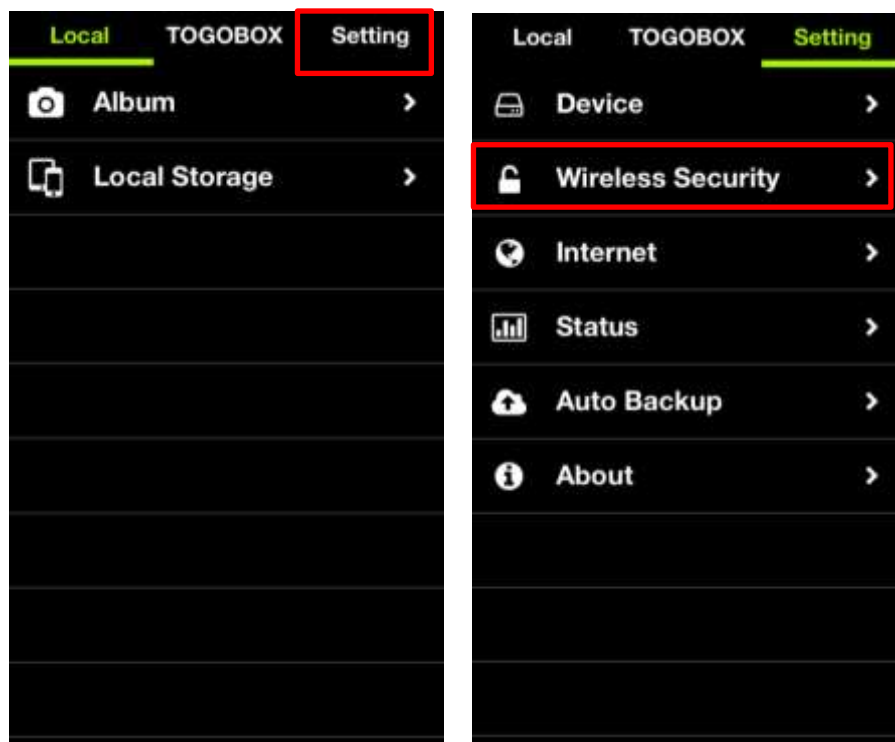 Local TOGOBOX Setting
Album
Local Storage
Local TOGOBOX Setting
Device
Wireless Security
Internet
Status
Auto Backup
About